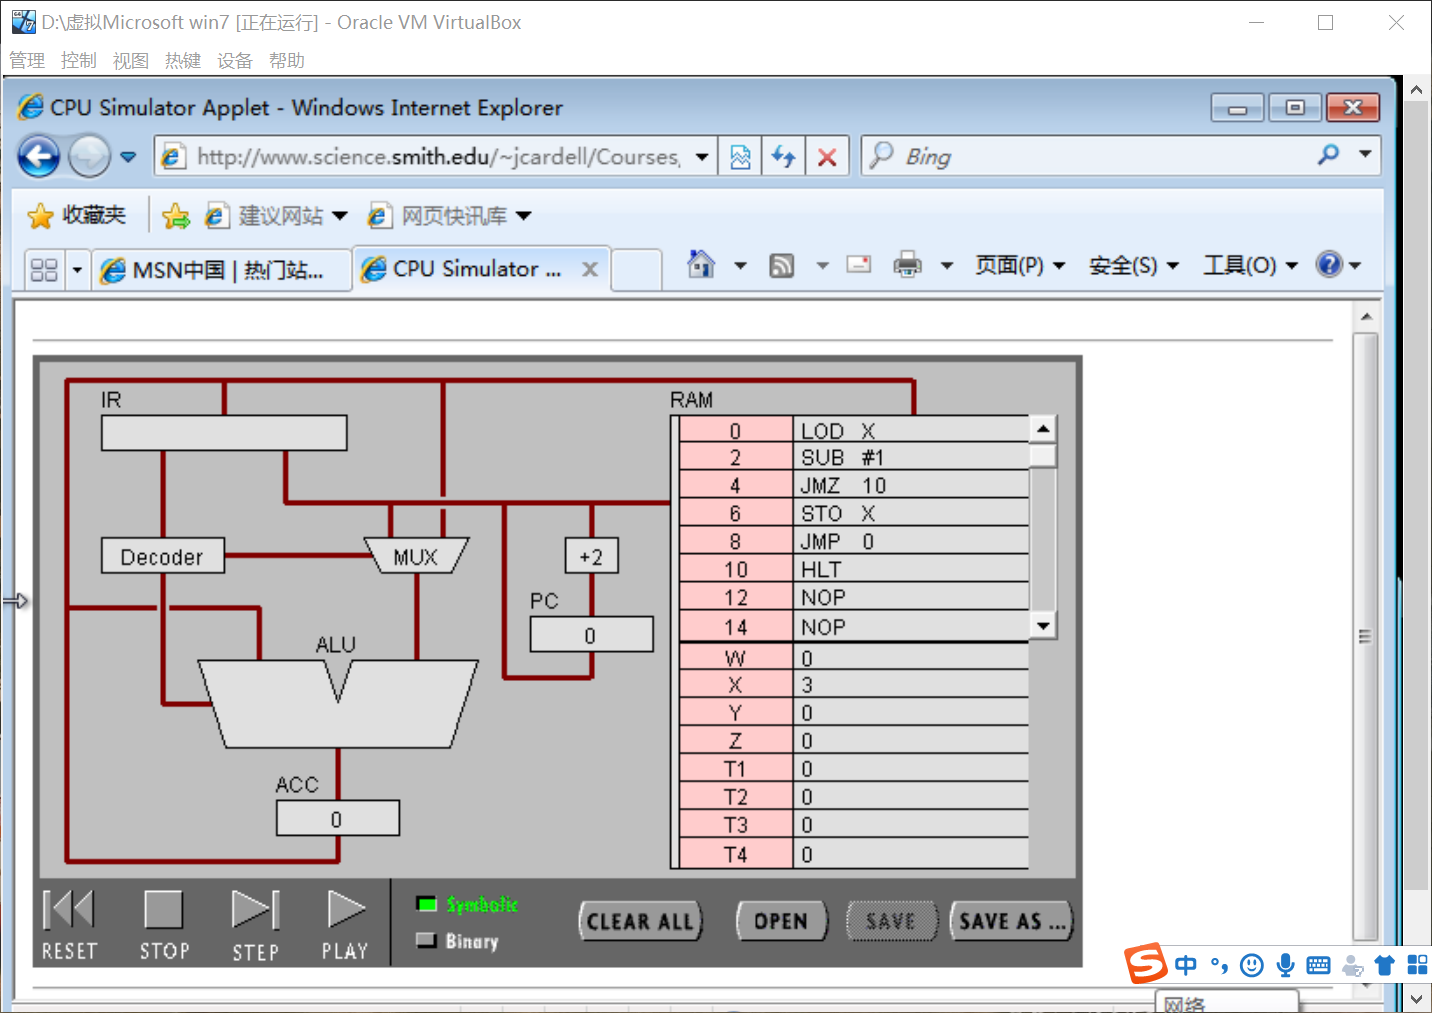 D:\虚拟Microsoft win7 [正在运行] - Oracle VM VirtualBox
管理 控制 视图 热键 设备 帮助
CPU Simulator Applet - Windows Internet Explorer
http://www.science.smith.edu/~jcardell/Courses, Bing
收藏夹 建议网站 网页快讯库
MSN中国 | 热门站... CPU Simulator ... 页面(P) 安全(S) 工具(O)
IR
RAM
0 LOD X
2 SUB #1
4 JMZ 10
6 STO X
8 JMP 0
10 HLT
12 NOP
14 NOP
W 0
X 3
Y 0
Z 0
T1 0
T2 0
T3 0
T4 0
Decoder
MUX
+2
PC
0
ALU
ACC
0
RESET STOP STEP PLAY
Symbolic
Binary
CLEAR ALL OPEN SAVE SAVE AS ...
中
网络